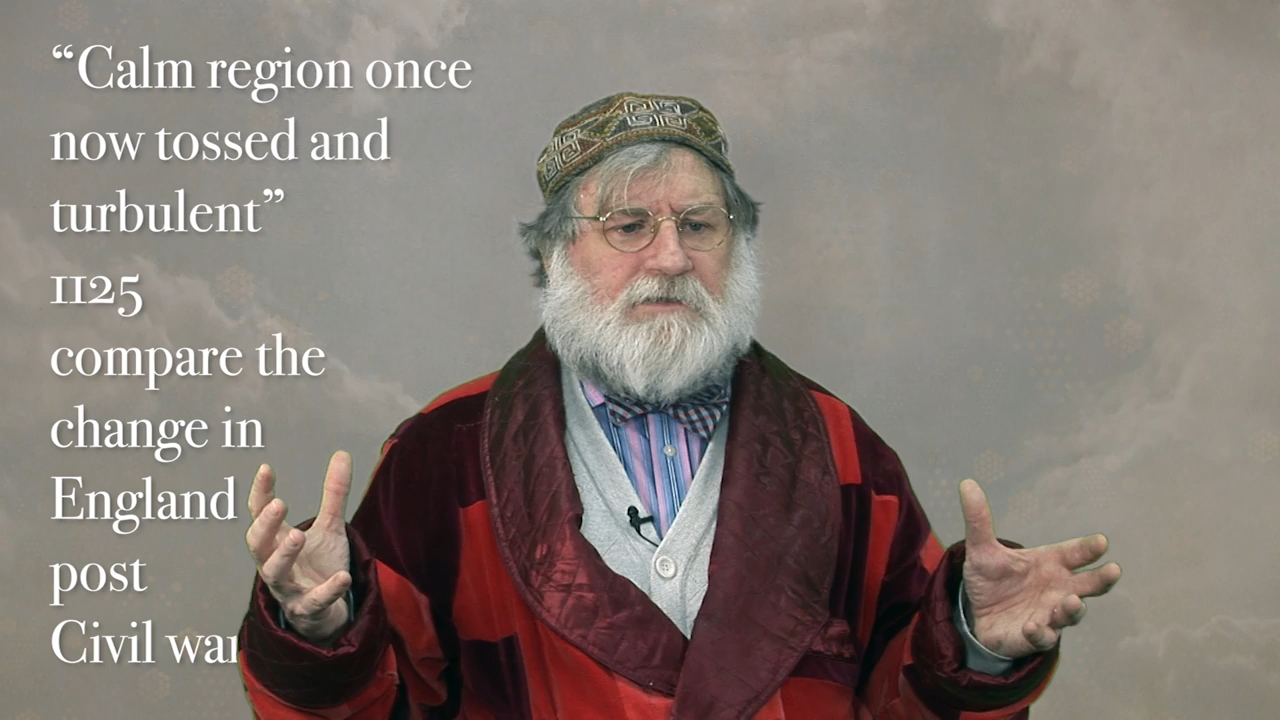 “Calm region once
now tossed and
turbulent”
1125
compare the
change in
England
post
Civil war